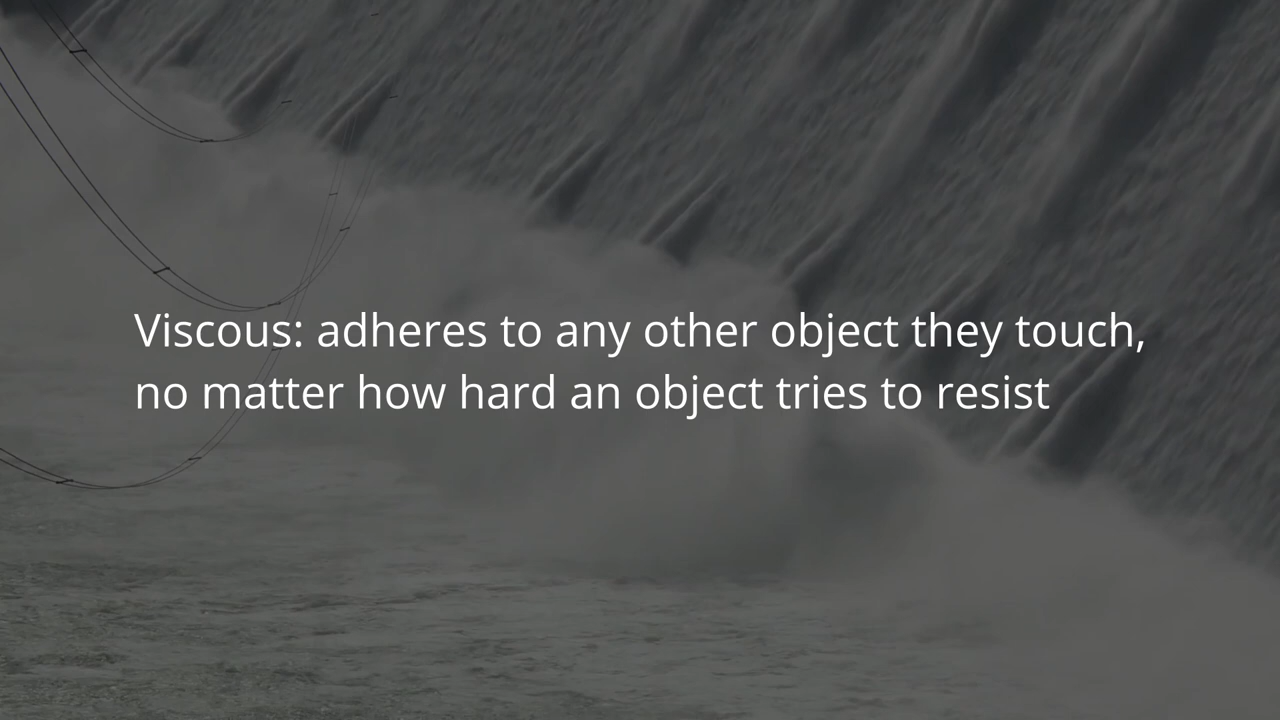 Viscous: adheres to any other object they touch,
no matter how hard an object tries to resist